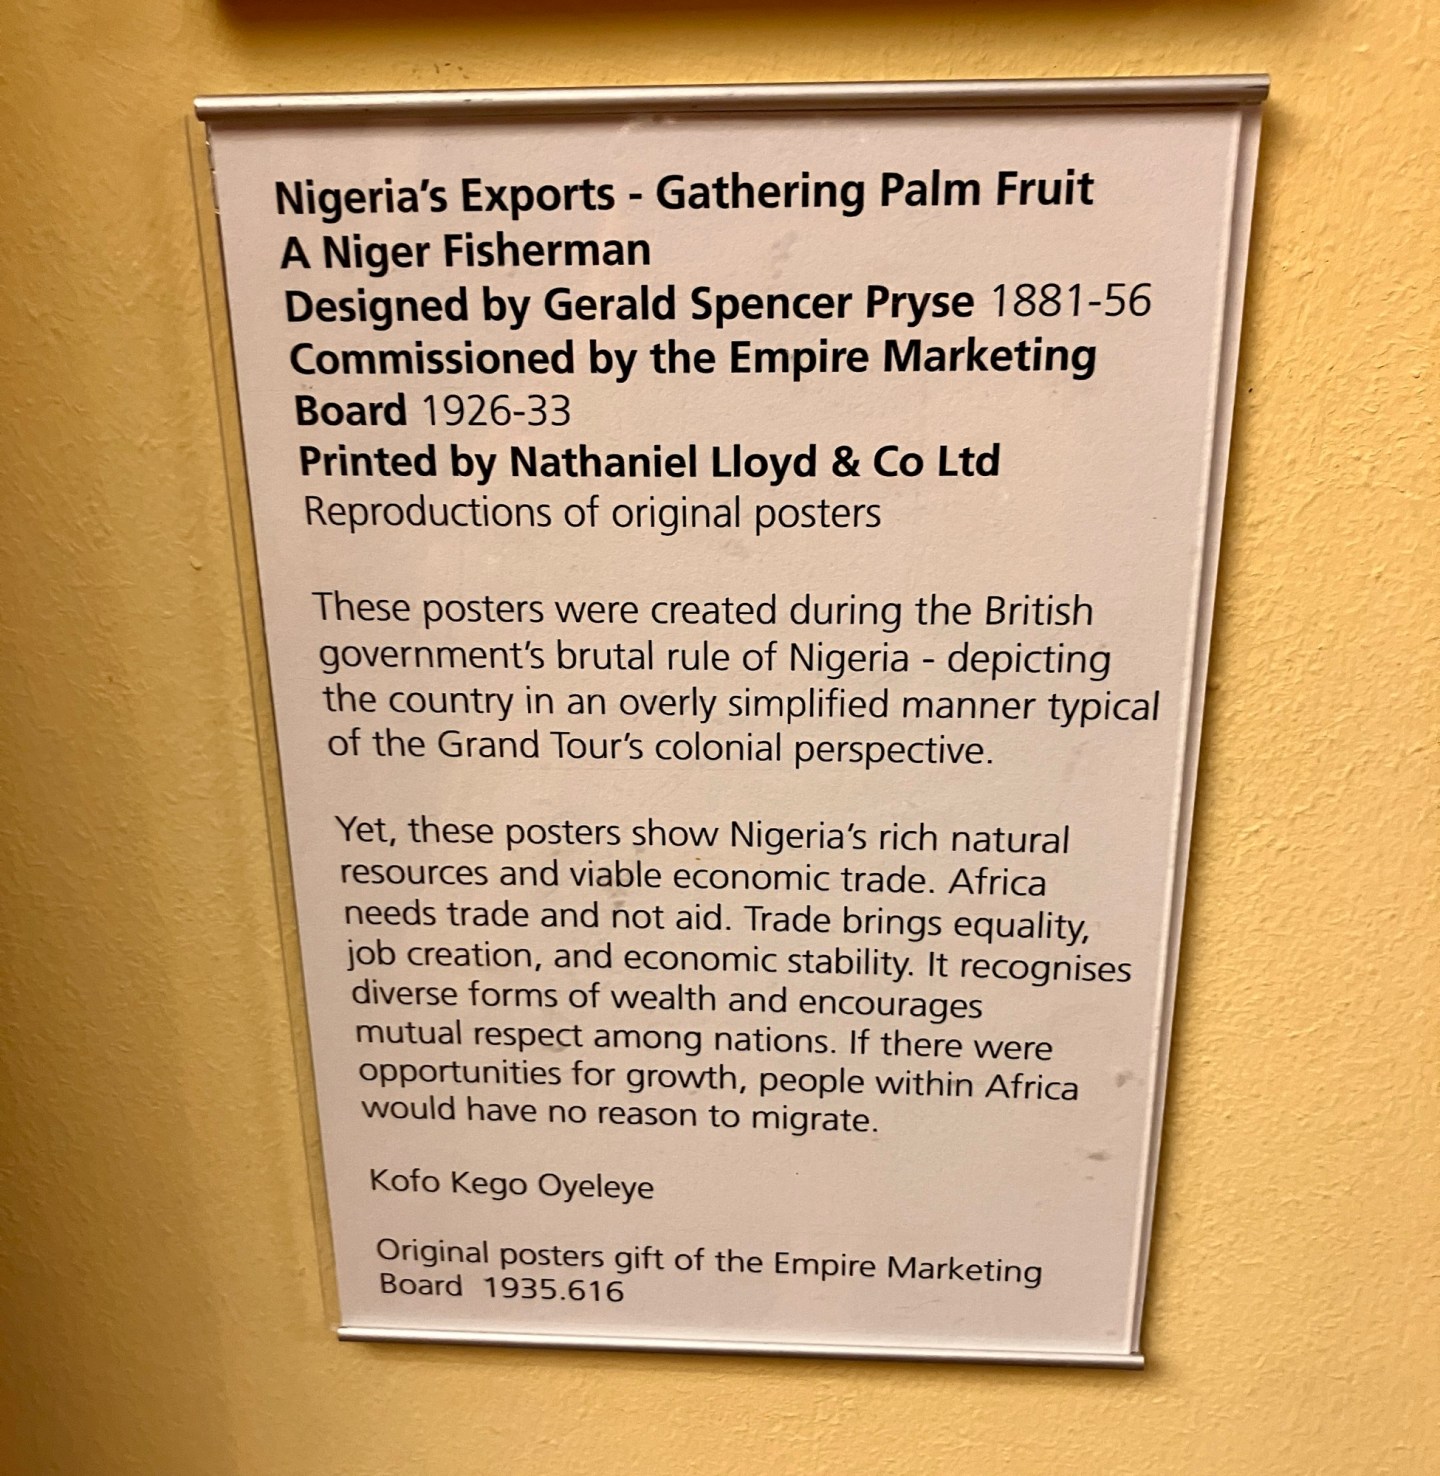 Nigeria's Exports - Gathering Palm Fruit
A Niger Fisherman
Designed by Gerald Spencer Pryse 1881-56
Commissioned by the Empire Marketing
Board 1926-33
Printed by Nathaniel Lloyd & Co Ltd
Reproductions of original posters
These posters were created during the British
government's brutal rule of Nigeria - depicting
the country in an overly simplified manner typical
of the Grand Tour's colonial perspective.
Yet, these posters show Nigeria's rich natural
resources and viable economic trade. Africa
needs trade and not aid. Trade brings equality,
job creation, and economic stability. It recognises
diverse forms of wealth and encourages
mutual respect among nations. If there were
opportunities for growth, people within Africa
would have no reason to migrate.
Kofo Kego Oyeleye
Original posters gift of the Empire Marketing
Board 1935.616